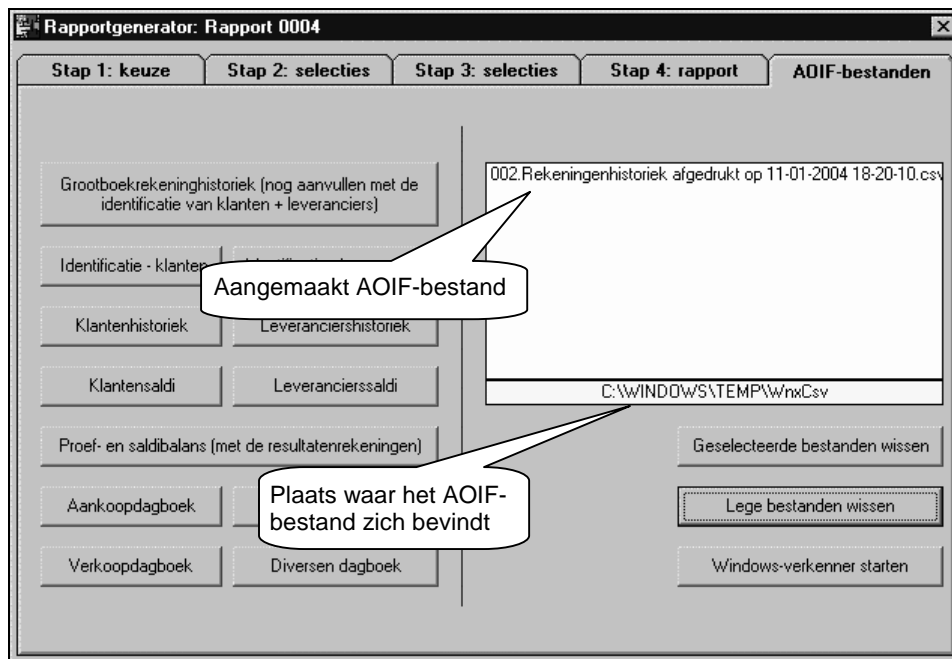 Rapportgenerator: Rapport 0004
Stap 1: keuze
Stap 2: selecties
Stap 3: selecties
Stap 4: rapport
AOIF-bestanden
Grootboekrekeninghistoriek (nog aanvullen met de
identificatie van klanten + leveranciers)
Identificatie - klanten
Klantenhistoriek
Leveranciershistoriek
Klantensaldi
Leverancierssaldi
Proef- en saldibalans (met de resultatenrekeningen)
Aankoopdagboek
Verkoopdagboek
Diversen dagboek
002.Rekeningenhistoriek afgedrukt op 11-01-2004 18-20-10.csv
Aangemaakt AOIF-bestand
C:\WINDOWS\TEMP\WnxCsv
Plaats waar het AOIF-
bestand zich bevindt
Geselecteerde bestanden wissen
Lege bestanden wissen
Windows-verkenner starten